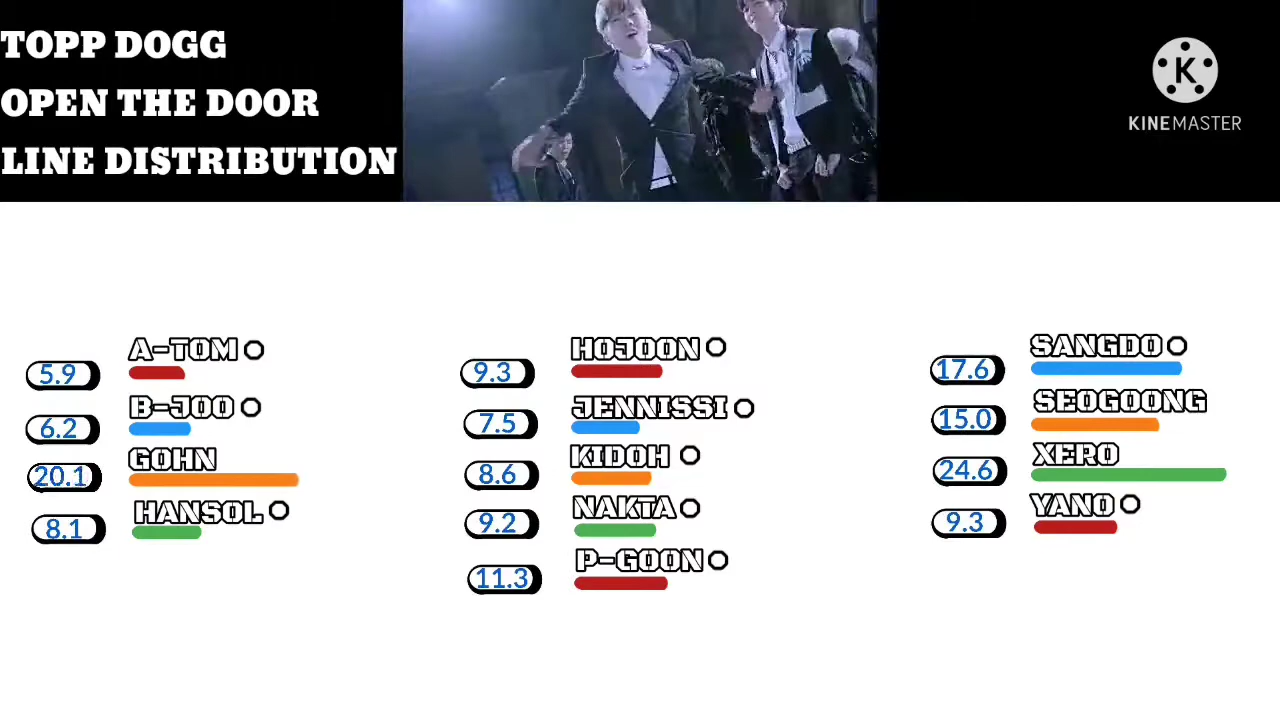 TOPP DOGG
OPEN THE DOOR
LINE DISTRIBUTION
K
KINEMASTER
A-TOM
5.9
B-JOO
6.2
GOHN
20.1
HANSOL
8.1
HOJOON
9.3
JENNISSI
7.5
KIDOH
8.6
NAKTA
9.2
P-GOON
11.3
SANGDO
17.6
SEOGOONG
15.0
XERO
24.6
YANO
9.3